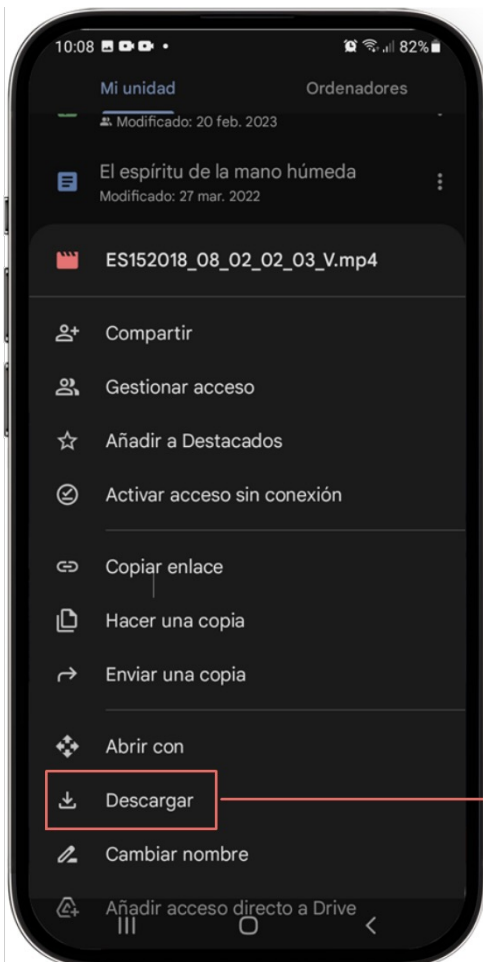 10:08
82%
Mi unidad
Ordenadores
Modificado: 20 feb. 2023
El espíritu de la mano húmeda
Modificado: 27 mar. 2022
ES152018_08_02_02_03_V.mp4
Compartir
Gestionar acceso
Añadir a Destacados
Activar acceso sin conexión
Copiar enlace
Hacer una copia
Enviar una copia
Abrir con
Descargar
Cambiar nombre
Añadir acceso directo a Drive